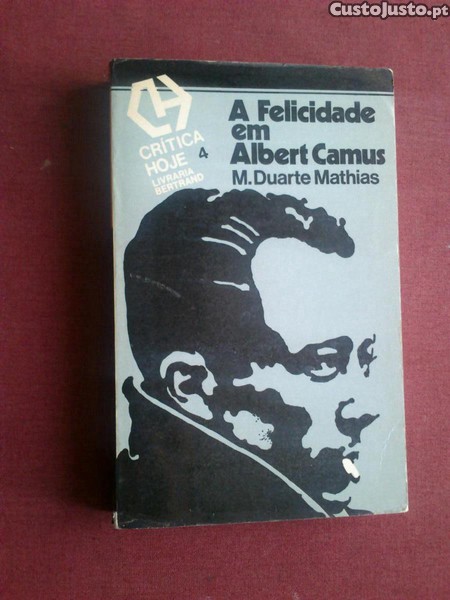 CustoJusto.pt
CRÍTICA
HOJE 4
LIVRARIA
BERTRAND
A Felicidade
em
Albert Camus
M. Duarte Mathias